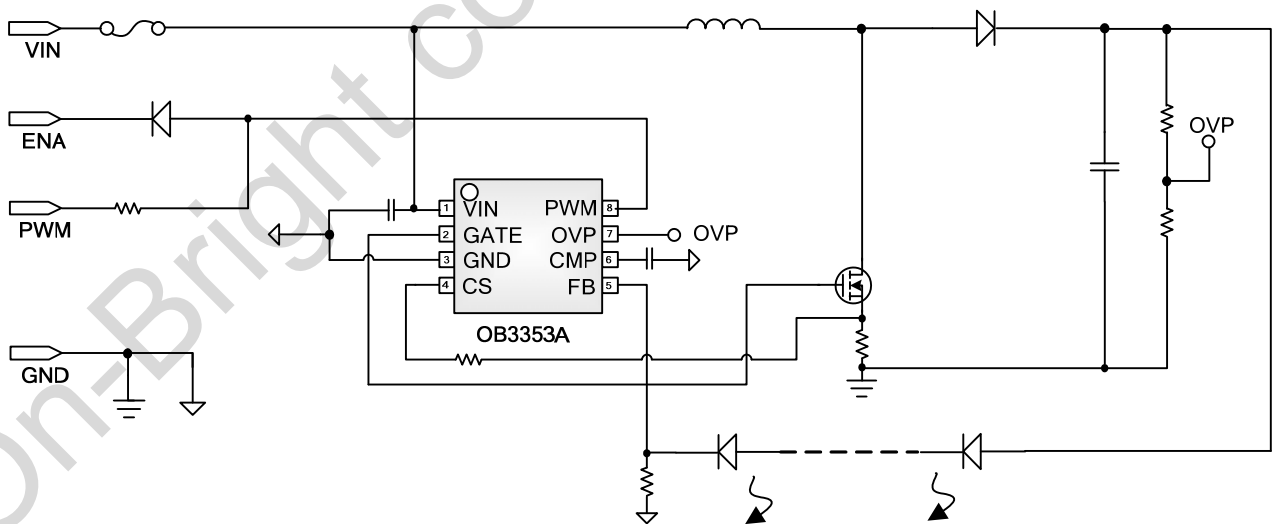 On-Bright co
VIN
ENA
PWM
GND
1 VIN
2 GATE
3 GND
4 CS
PWM 8
OVP 7
CMP 6
FB 5
OB3353A
OVP
OVP